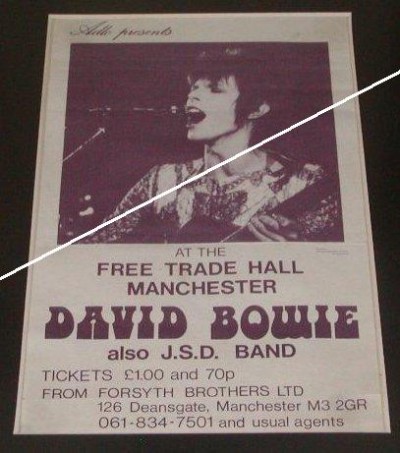 presents
AT THE
FREE TRADE HALL
MANCHESTER
DAVID BOWIE
also J.S.D. BAND
TICKETS £1.00 and 70p
FROM FORSYTH BROTHERS LTD
126 Deansgate, Manchester M3 2GR
061-834-7501 and usual agents